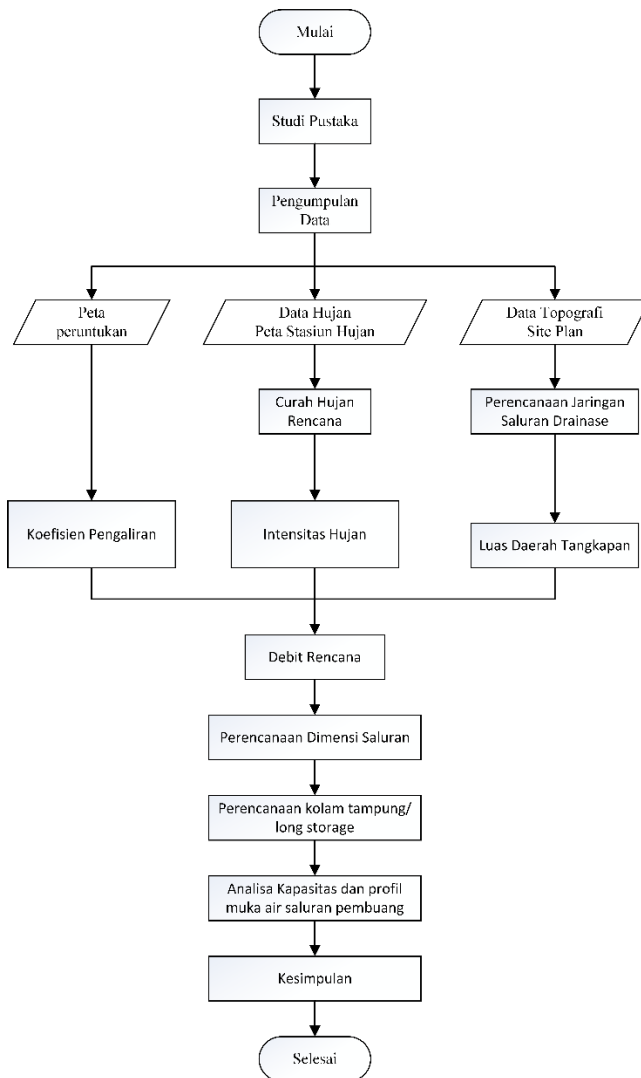 Mulai
Studi Pustaka
Pengumpulan
Data
Peta
peruntukan
Data Hujan
Peta Stasiun Hujan
Data Topografi
Site Plan
Curah Hujan
Rencana
Perencanaan Jaringan
Saluran Drainase
Koefisien Pengaliran
Intensitas Hujan
Luas Daerah Tangkapan
Debit Rencana
Perencanaan Dimensi Saluran
Perencanaan kolam tampung/
long storage
Analisa Kapasitas dan profil
muka air saluran pembuang
Kesimpulan
Selesai